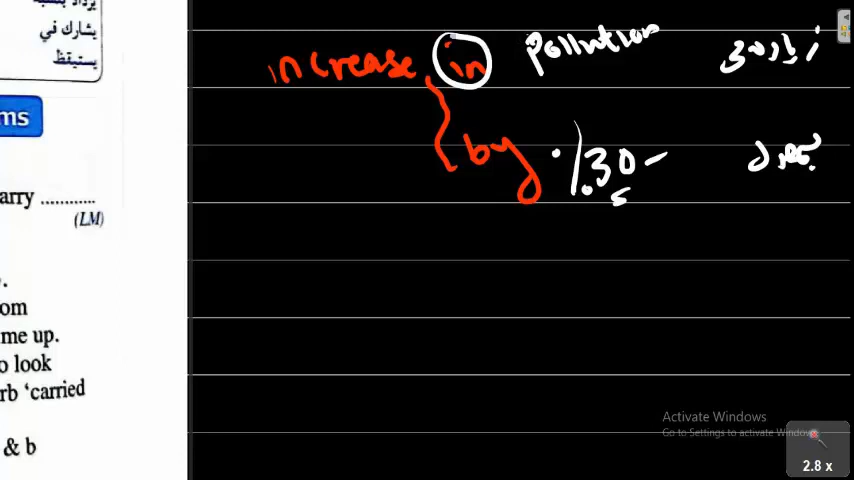 يزداد بنسبة
يشارك في
يستيقظ
ms
arry ............
(LM)
.
om
me up.
o look
rb ‘carried
& b
increase in pollution زيادة في
by %30 بمعدل
Activate Windows
Go to Settings to activate Windows.
2.8 x